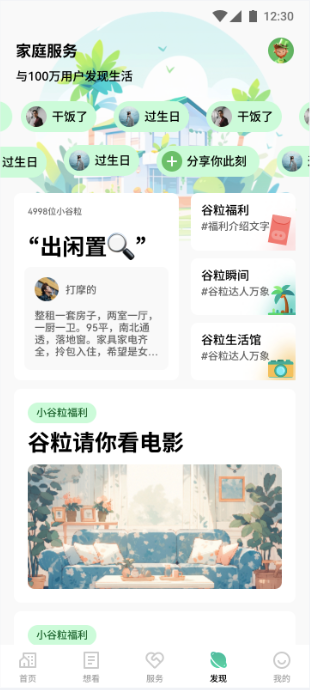 12:30
家庭服务
与100万用户发现生活
干饭了
过生日
干饭了
过生日
过生日
分享你此刻
4998位小谷粒
“出闲置🔍”
打摩的
整租一套房子，两室一厅，
一厨一卫。95平，南北通
透，落地窗。家具家电齐
全，拎包入住，希望是女...
谷粒福利
#福利介绍文字
谷粒瞬间
#谷粒达人万象
谷粒生活馆
#谷粒达人万象
小谷粒福利
谷粒请你看电影
小谷粒福利
首页
想看
服务
发现
我的